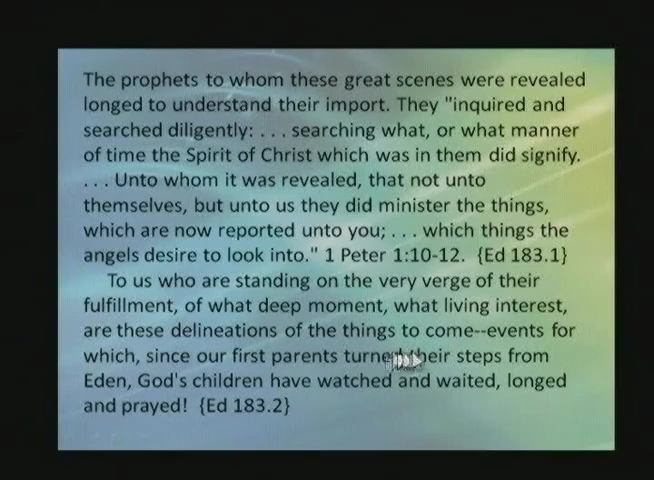 The prophets to whom these great scenes were revealed
longed to understand their import. They "inquired and
searched diligently: . . . searching what, or what manner
of time the Spirit of Christ which was in them did signify.
. . . Unto whom it was revealed, that not unto
themselves, but unto us they did minister the things,
which are now reported unto you; . . . which things the
angels desire to look into." 1 Peter 1:10-12. {Ed 183.1}
To us who are standing on the very verge of their
fulfillment, of what deep moment, what living interest,
are these delineations of the things to come--events for
which, since our first parents turned their steps from
Eden, God's children have watched and waited, longed
and prayed! {Ed 183.2}